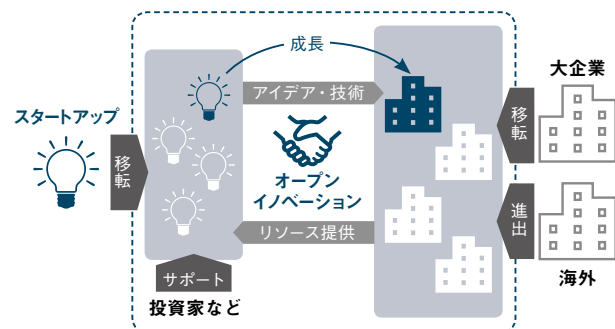 成長
大企業
アイデア・技術
スタートアップ
移転
移転
オープン
イノベーション
進出
リソース提供
サポート
海外
投資家など